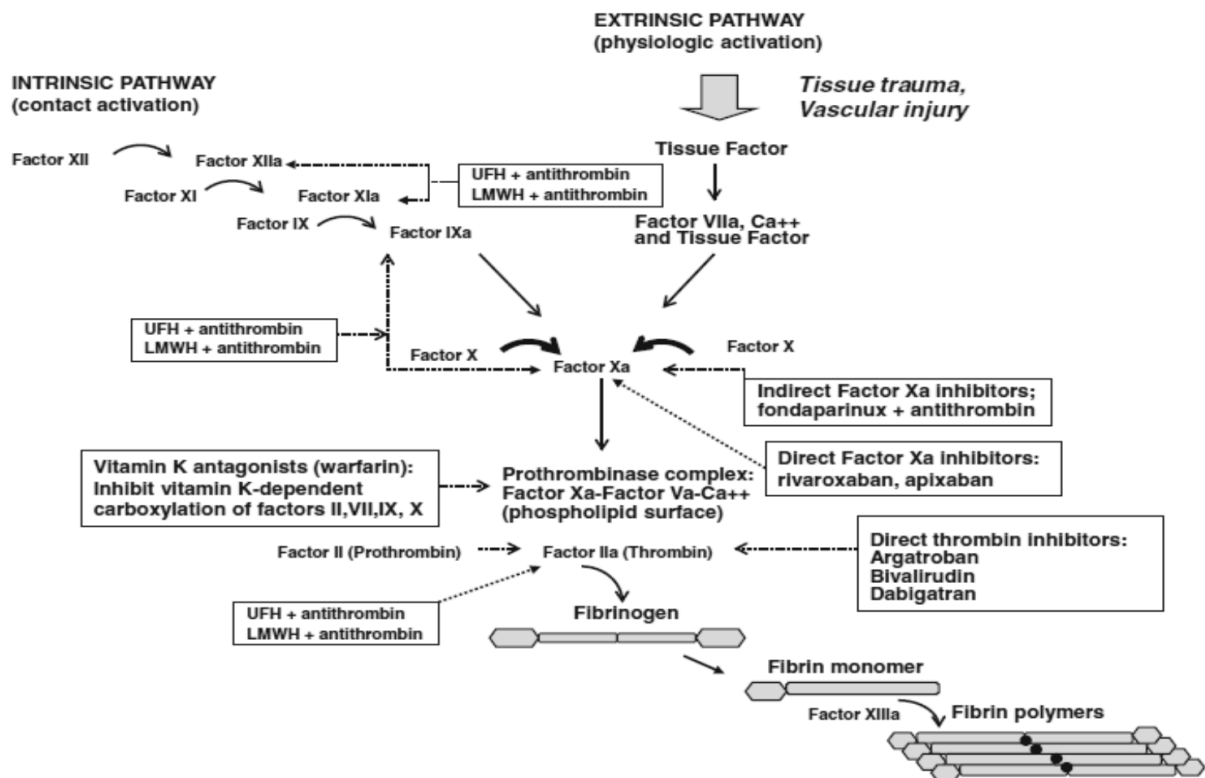 EXTRINSIC PATHWAY
(physiologic activation)
INTRINSIC PATHWAY
(contact activation)
Tissue trauma,
Vascular injury
Factor XII
Factor XIIa
Tissue Factor
UFH + antithrombin
LMWH + antithrombin
Factor XI
Factor XIa
Factor IX
Factor IXa
Factor VIIa, Ca++
and Tissue Factor
UFH + antithrombin
LMWH + antithrombin
Factor X
Factor X
Factor Xa
Indirect Factor Xa inhibitors;
fondaparinux + antithrombin
Direct Factor Xa inhibitors:
rivaroxaban, apixaban
Vitamin K antagonists (warfarin):
Inhibit vitamin K-dependent
carboxylation of factors II,VII,IX, X
Prothrombinase complex:
Factor Xa-Factor Va-Ca++
(phospholipid surface)
Factor II (Prothrombin)
Factor IIa (Thrombin)
Direct thrombin inhibitors:
Argatroban
Bivalirudin
Dabigatran
UFH + antithrombin
LMWH + antithrombin
Fibrinogen
Fibrin monomer
Factor XIIIa
Fibrin polymers